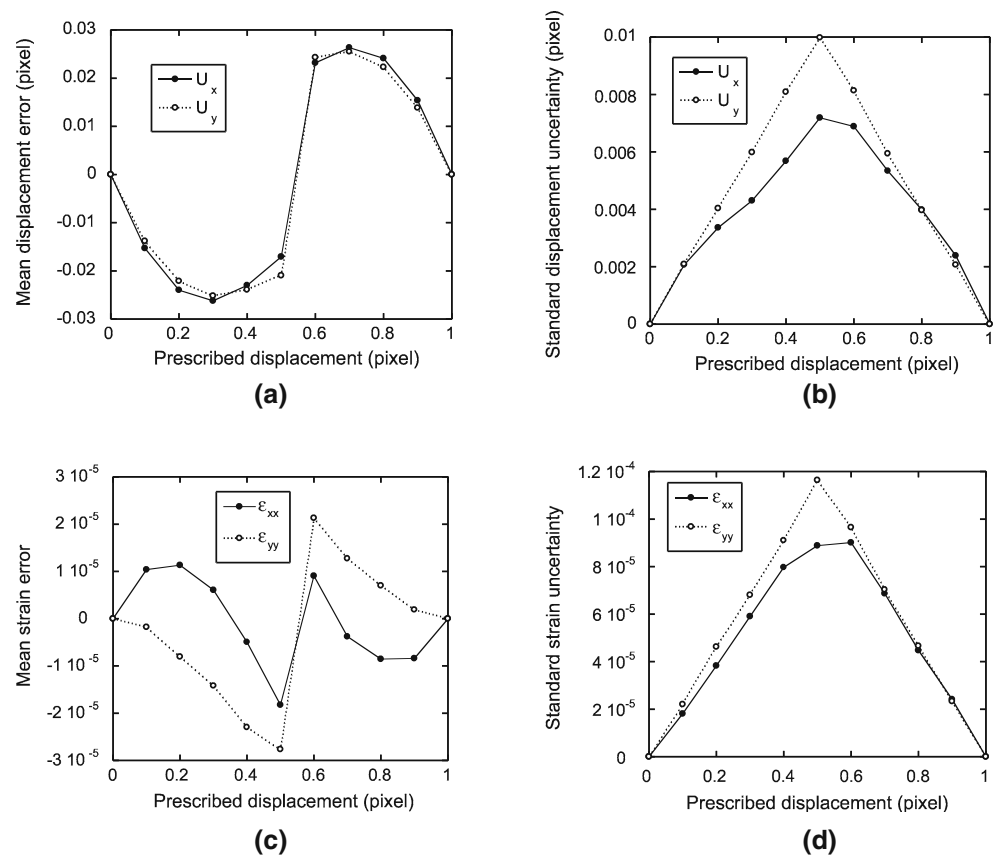 Mean displacement error (pixel)
0.03
0.02
0.01
0
-0.01
-0.02
-0.03
U x
U y
0 0.2 0.4 0.6 0.8 1
Prescribed displacement (pixel)
(a)
Standard displacement uncertainty (pixel)
0.01
0.008
0.006
0.004
0.002
0
U x
U y
0 0.2 0.4 0.6 0.8 1
Prescribed displacement (pixel)
(b)
Mean strain error
3 10⁻⁵
2 10⁻⁵
1 10⁻⁵
0
-1 10⁻⁵
-2 10⁻⁵
-3 10⁻⁵
ε xx
ε yy
0 0.2 0.4 0.6 0.8 1
Prescribed displacement (pixel)
(c)
Standard strain uncertainty
1.2 10⁻⁴
1 10⁻⁴
8 10⁻⁵
6 10⁻⁵
4 10⁻⁵
2 10⁻⁵
0
ε xx
ε yy
0 0.2 0.4 0.6 0.8 1
Prescribed displacement (pixel)
(d)